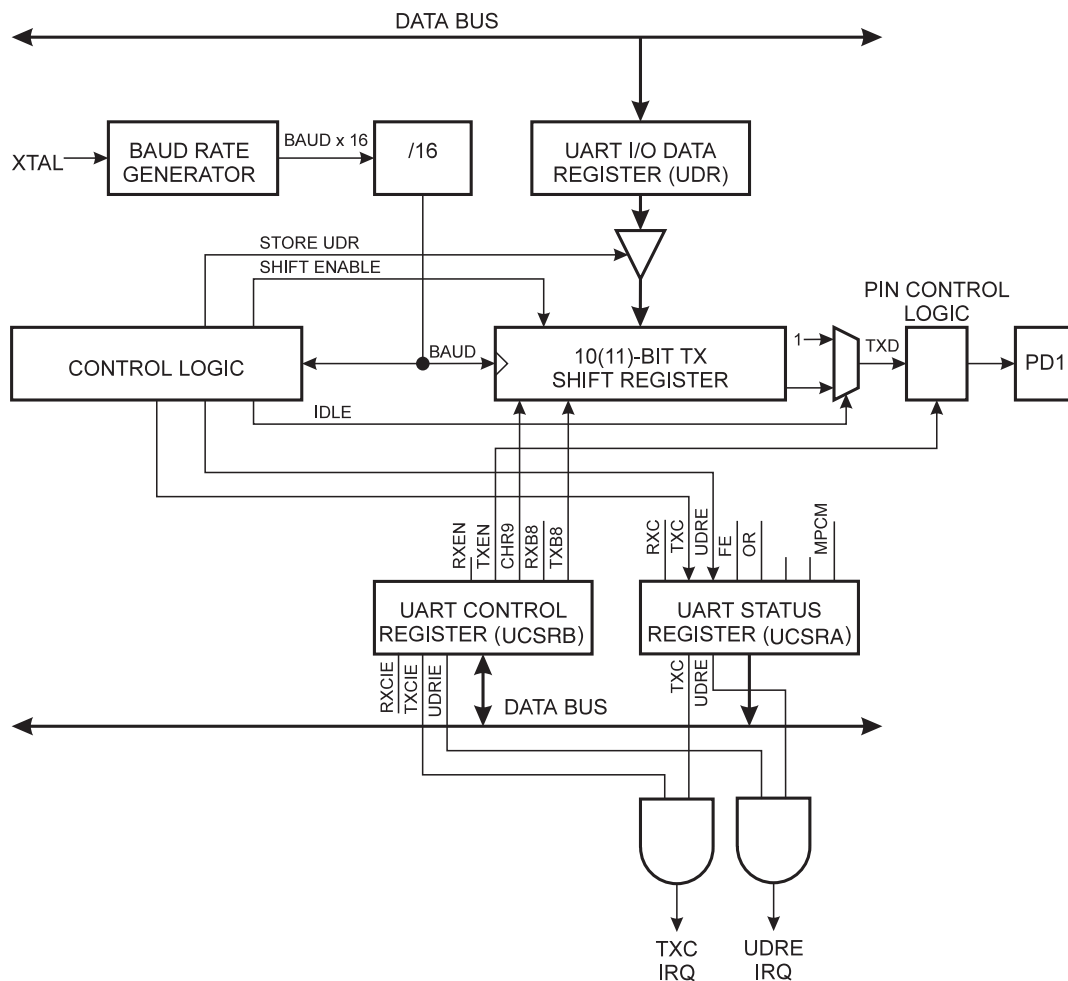 DATA BUS
XTAL
BAUD RATE
GENERATOR
BAUD x 16
/16
UART I/O DATA
REGISTER (UDR)
STORE UDR
SHIFT ENABLE
PIN CONTROL
LOGIC
CONTROL LOGIC
BAUD
10(11)-BIT TX
SHIFT REGISTER
1
TXD
PD1
IDLE
RXEN
TXEN
CHR9
RXB8
TXB8
RXC
TXC
UDRE
FE
OR
MPCM
UART CONTROL
REGISTER (UCSRB)
UART STATUS
REGISTER (UCSRA)
RXCIE
TXCIE
UDRIE
TXC
UDRE
DATA BUS
TXC
IRQ
UDRE
IRQ